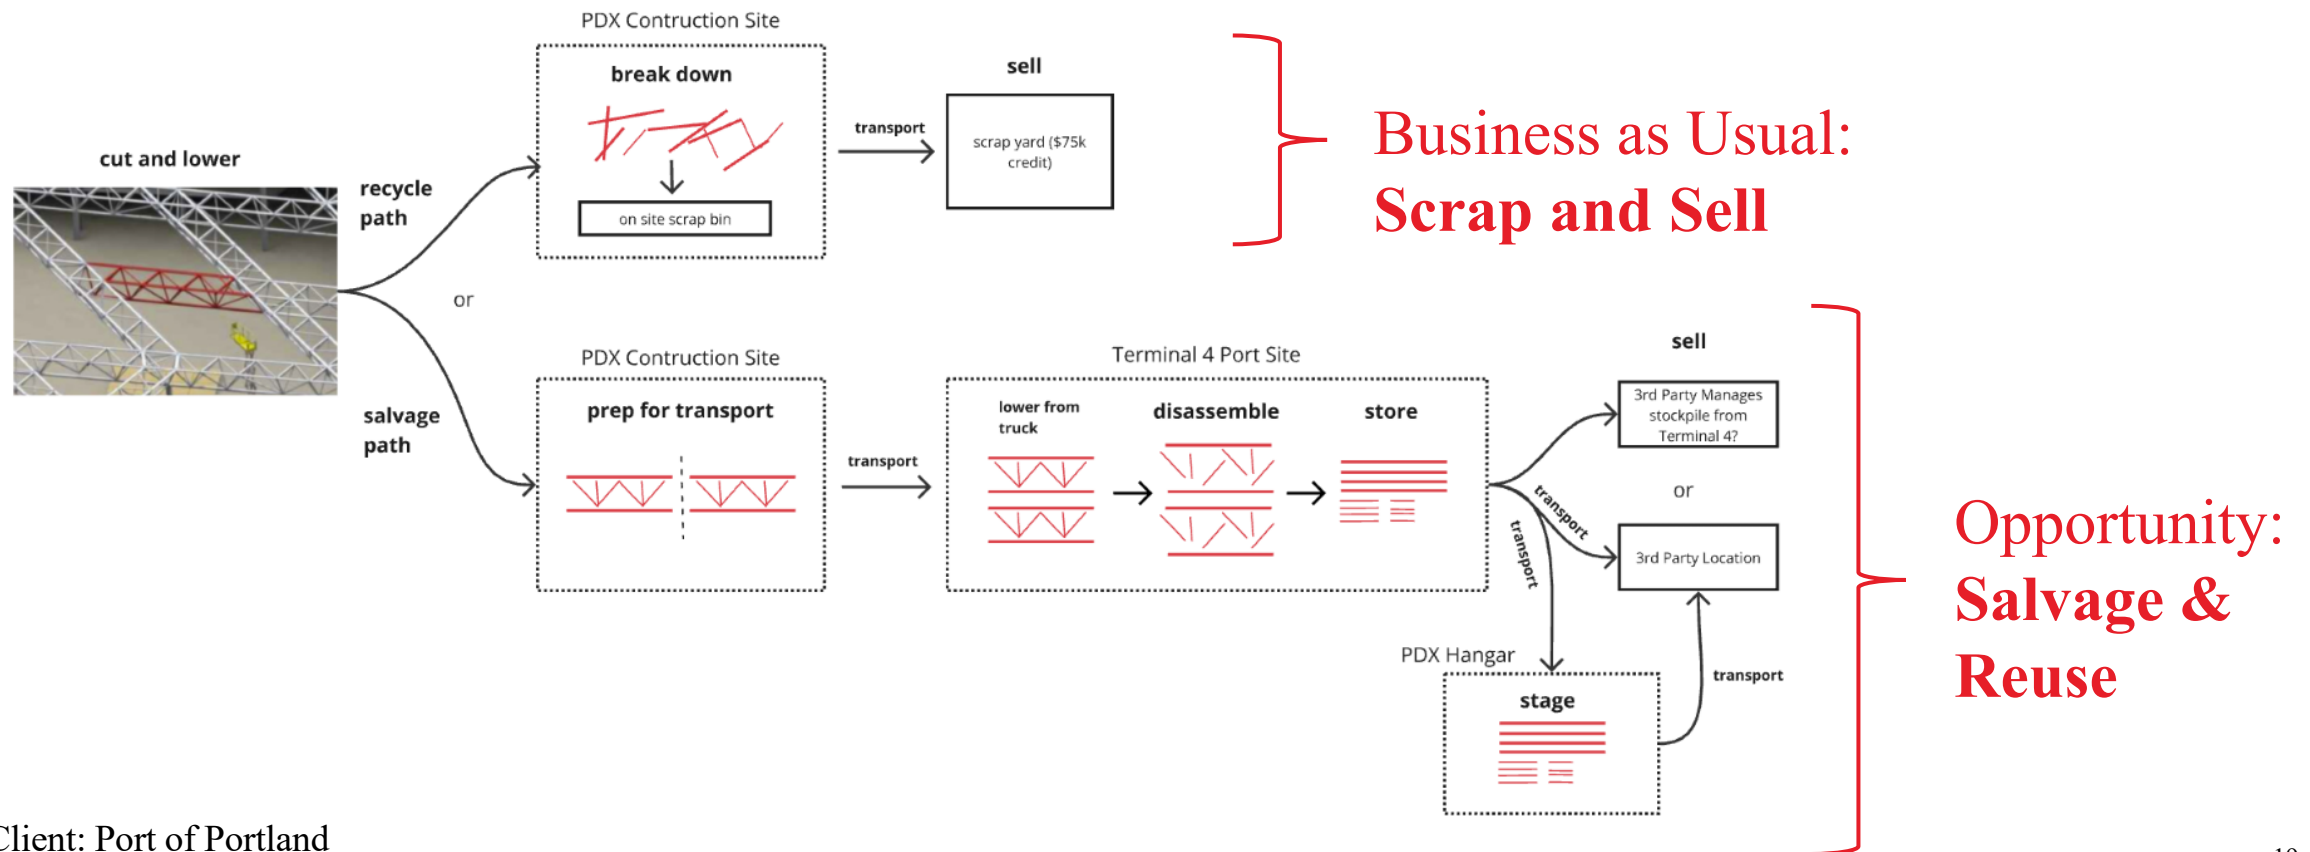 PDX Contruction Site
break down
on site scrap bin
cut and lower
recycle
path
or
salvage
path
transport
sell
scrap yard ($75k
credit)
Business as Usual:
Scrap and Sell
PDX Contruction Site
prep for transport
transport
Terminal 4 Port Site
lower from
truck
disassemble
store
sell
3rd Party Manages
stockpile from
Terminal 4?
or
transport
transport
3rd Party Location
PDX Hangar
stage
transport
Opportunity:
Salvage &
Reuse
Client: Port of Portland